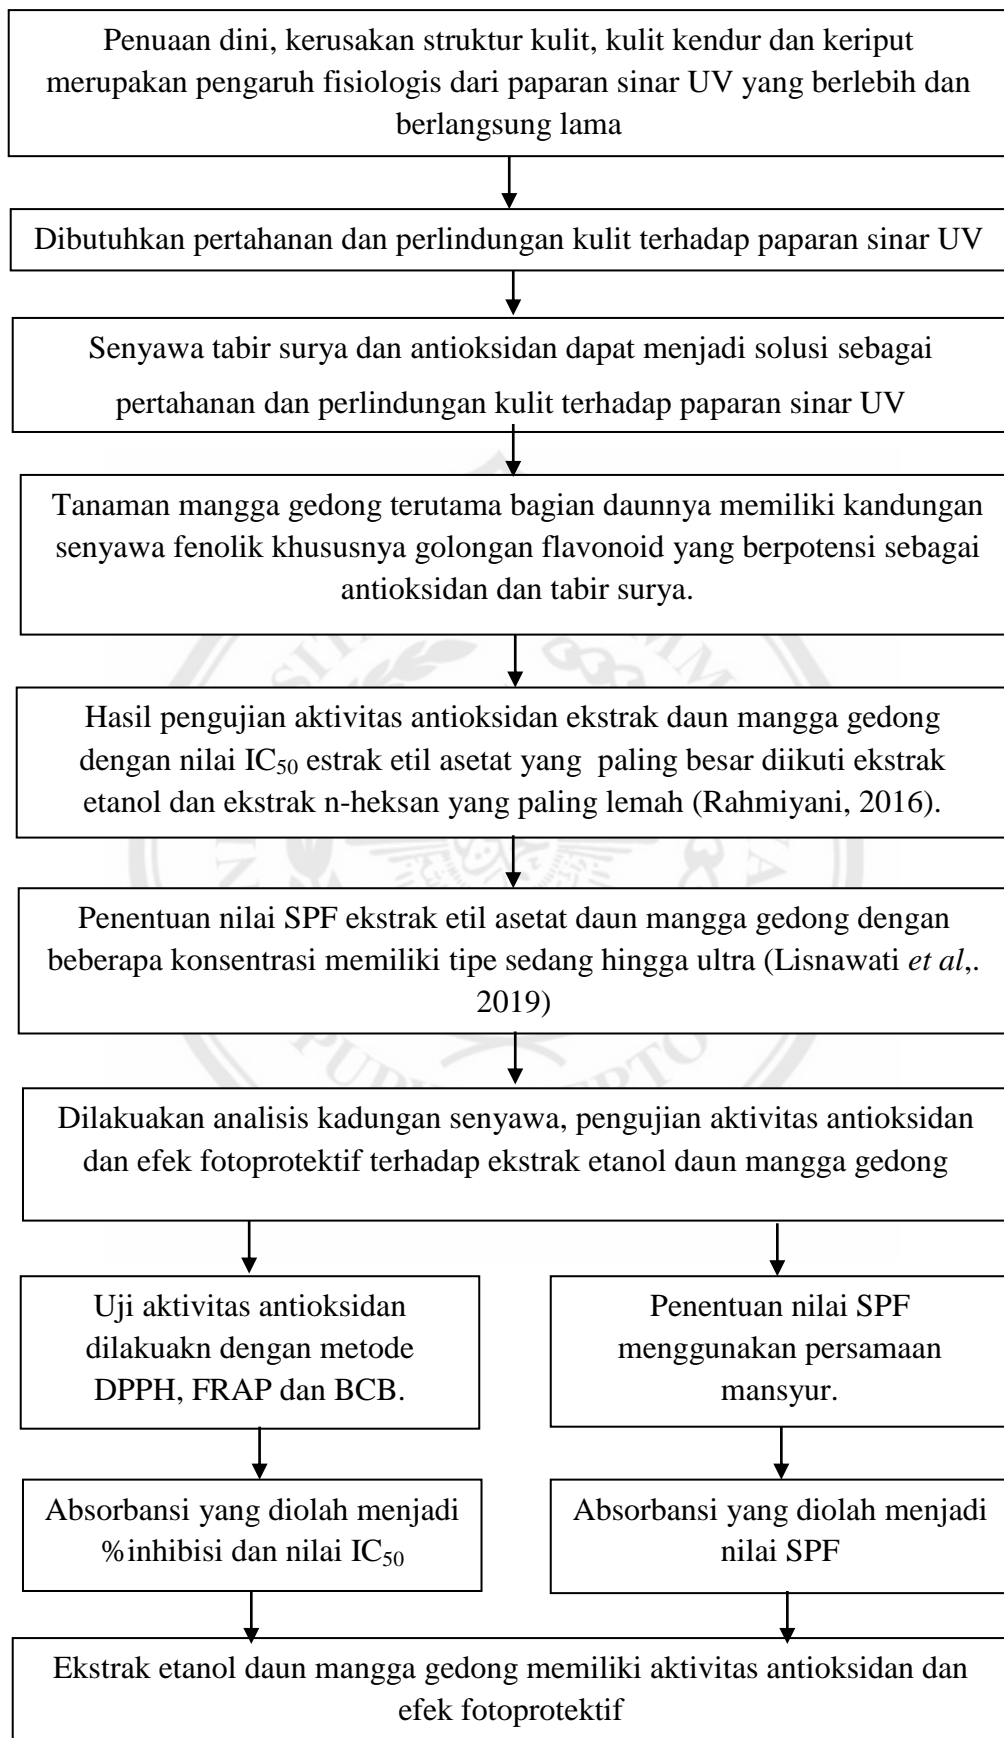 Penuaan dini, kerusakan struktur kulit, kulit kendur dan keriput
merupakan pengaruh fisiologis dari paparan sinar UV yang berlebih dan
berlangsung lama
Dibutuhkan pertahanan dan perlindungan kulit terhadap paparan sinar UV
Senyawa tabir surya dan antioksidan dapat menjadi solusi sebagai
pertahanan dan perlindungan kulit terhadap paparan sinar UV
Tanaman mangga gedong terutama bagian daunnya memiliki kandungan
senyawa fenolik khususnya golongan flavonoid yang berpotensi sebagai
antioksidan dan tabir surya.
Hasil pengujian aktivitas antioksidan ekstrak daun mangga gedong
dengan nilai IC₅₀ estrak etil asetat yang paling besar diikuti ekstrak
etanol dan ekstrak n-heksan yang paling lemah (Rahmiyani, 2016).
Penentuan nilai SPF ekstrak etil asetat daun mangga gedong dengan
beberapa konsentrasi memiliki tipe sedang hingga ultra (Lisnawati et al,.
2019)
Dilakuakan analisis kadungan senyawa, pengujian aktivitas antioksidan
dan efek fotoprotektif terhadap ekstrak etanol daun mangga gedong
Uji aktivitas antioksidan
dilakuakn dengan metode
DPPH, FRAP dan BCB.
Penentuan nilai SPF
menggunakan persamaan
mansyur.
Absorbansi yang diolah menjadi
%inhibisi dan nilai IC₅₀
Absorbansi yang diolah menjadi
nilai SPF
Ekstrak etanol daun mangga gedong memiliki aktivitas antioksidan dan
efek fotoprotektif